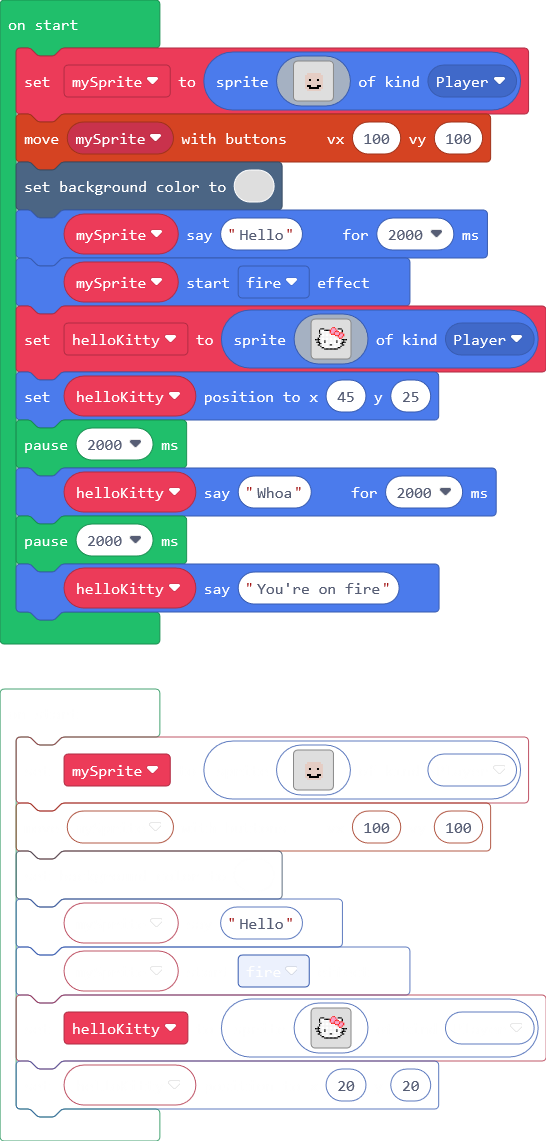 on start
set mySprite to sprite of kind Player
move mySprite with buttons vx 100 vy 100
set background color to
mySprite say "Hello" for 2000 ms
mySprite start fire effect
set helloKitty to sprite of kind Player
set helloKitty position to x 45 y 25
pause 2000 ms
helloKitty say "Whoa" for 2000 ms
pause 2000 ms
helloKitty say "You're on fire"
mySprite
100 100
"Hello"
fire
helloKitty
20 20